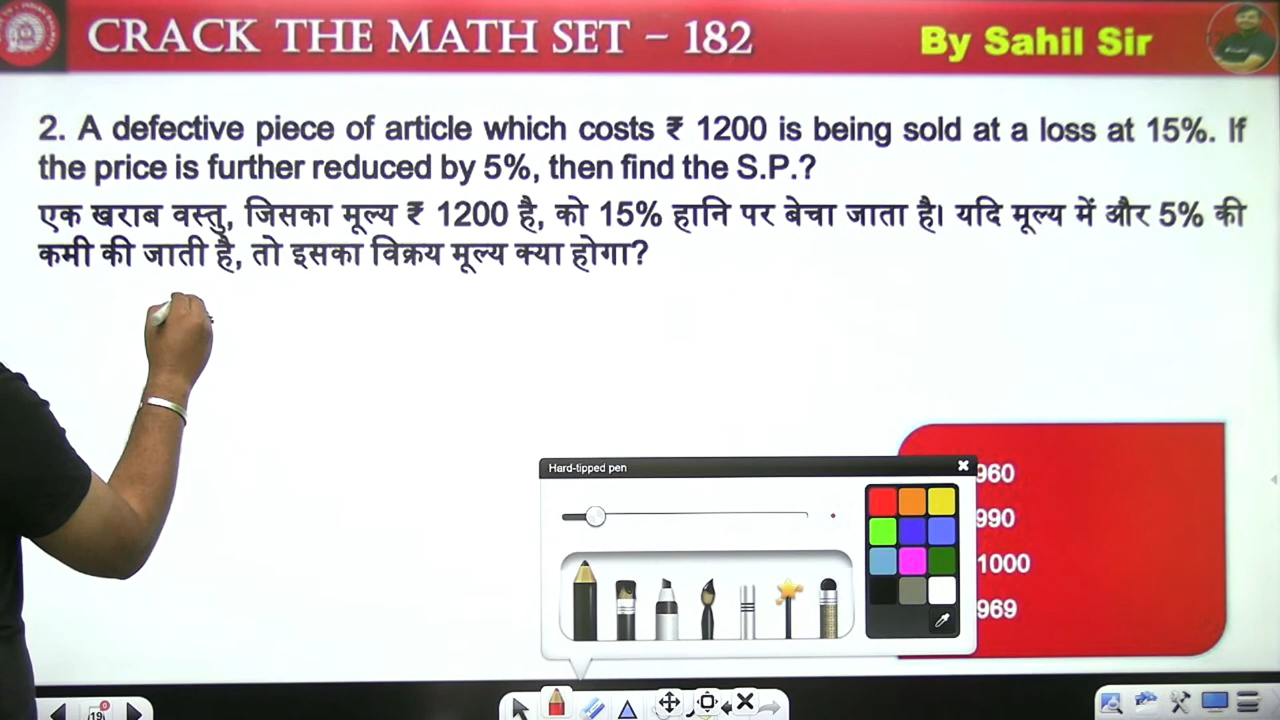 CRACK THE MATH SET – 182
By Sahil Sir
2. A defective piece of article which costs ₹ 1200 is being sold at a loss at 15%. If
the price is further reduced by 5%, then find the S.P.?
एक खराब वस्तु, जिसका मूल्य ₹ 1200 है, को 15% हानि पर बेचा जाता है। यदि मूल्य में और 5% की
कमी की जाती है, तो इसका विक्रय मूल्य क्या होगा?
Hard-tipped pen
960
990
1000
969
19